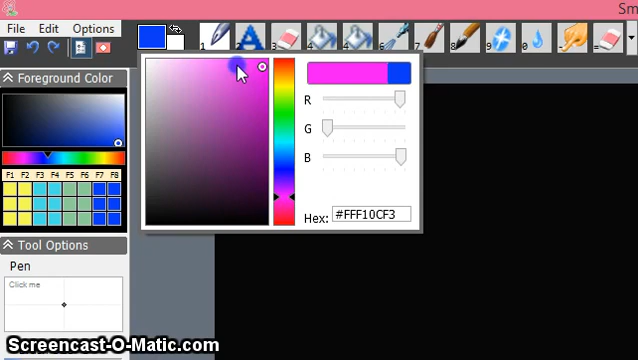 Sm
File Edit Options
1 2 3 4 5 6 7 8 9 0 - =
Foreground Color
F1 F2 F3 F4 F5 F6 F7 F8
R
G
B
Hex: #FFF10CF3
Tool Options
Pen
Click me
Screencast-O-Matic.com